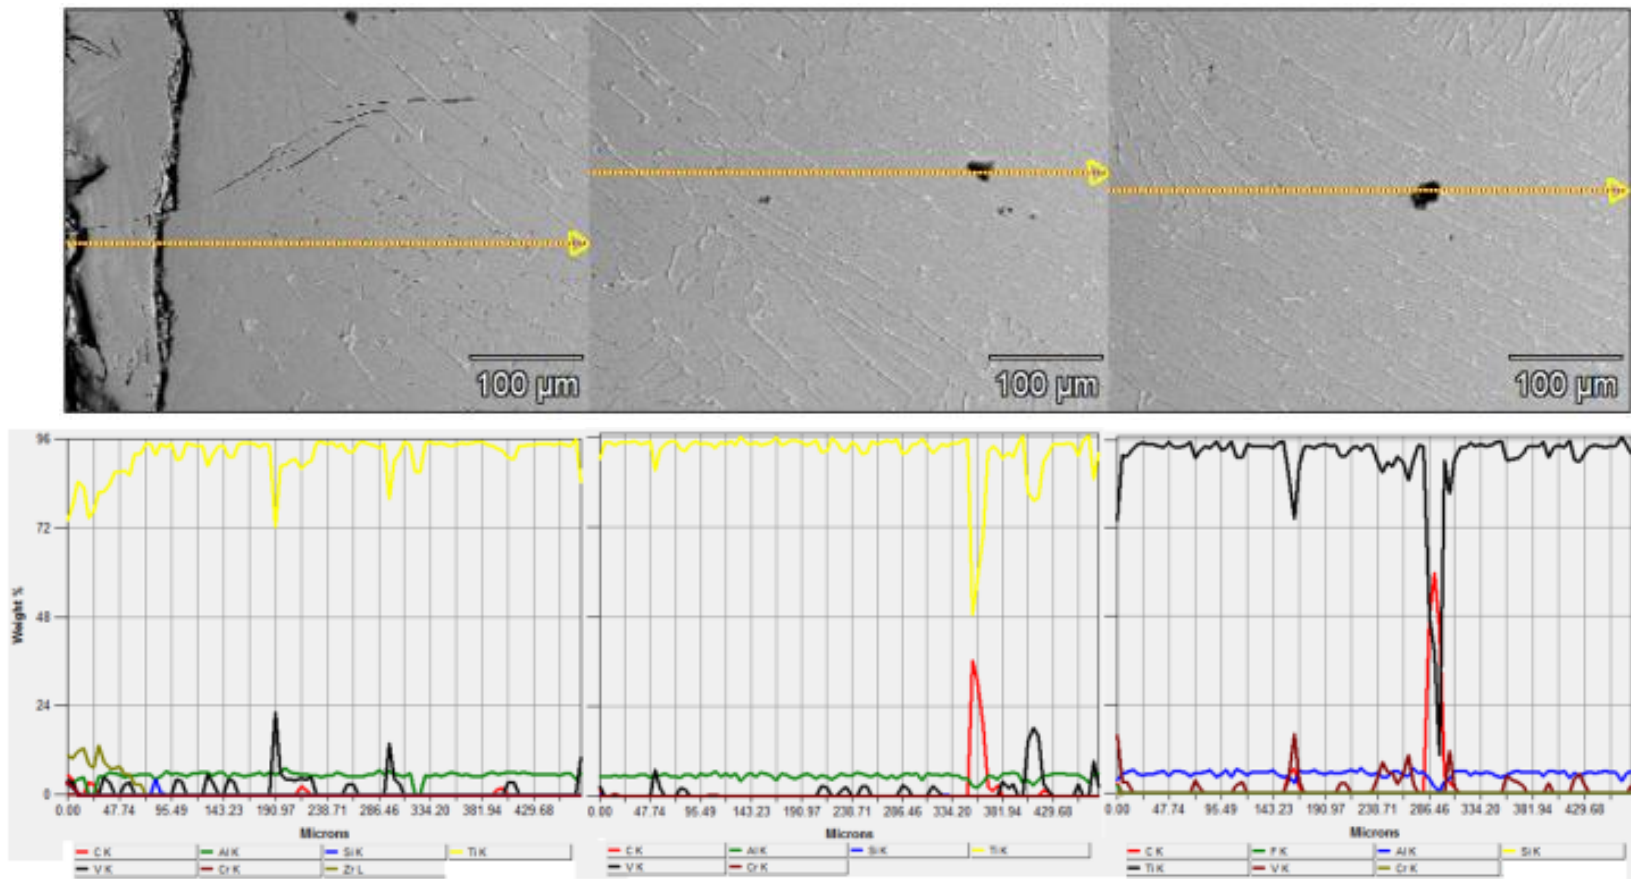 100 µm 100 µm 100 µm
96
72
48
24
0
Weight %
0.00 47.74 95.49 143.23 190.97 238.71 286.46 334.20 381.94 429.68
0.00 47.74 95.49 143.23 190.97 238.71 286.46 334.20 381.94 429.68
0.00 47.74 95.49 143.23 190.97 238.71 286.46 334.20 381.94 429.68
Microns Microns Microns
C K Al K Si K Ti K
V K Cr K Zr L
C K Al K Si K Ti K
V K Cr K
C K F K Al K Si K
Ti K V K Cr K